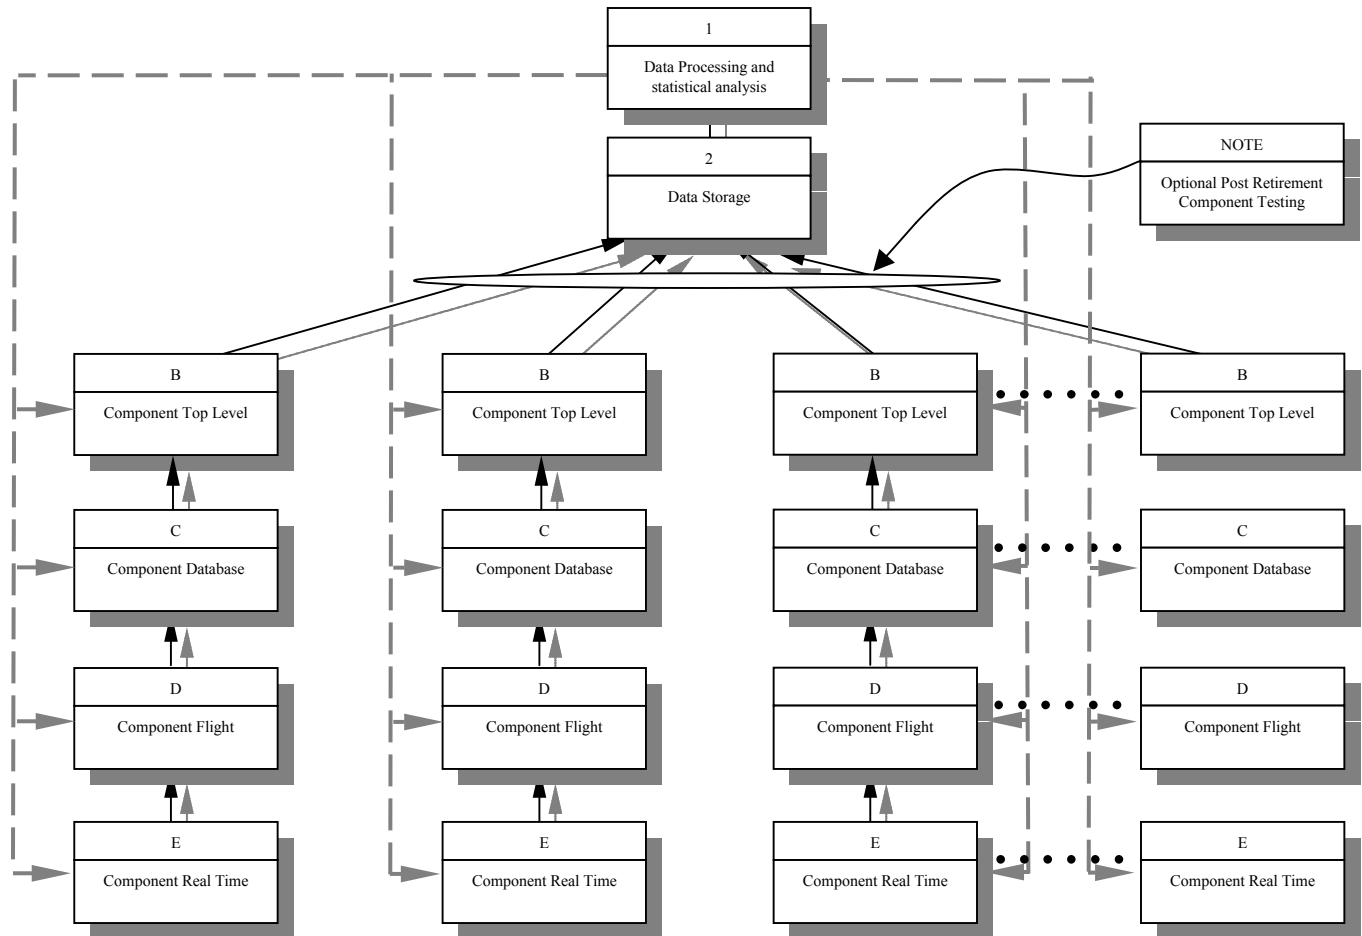 1
Data Processing and
statistical analysis
2
Data Storage
NOTE
Optional Post Retirement
Component Testing
B
Component Top Level
B
Component Top Level
B
Component Top Level
B
Component Top Level
C
Component Database
C
Component Database
C
Component Database
C
Component Database
D
Component Flight
D
Component Flight
D
Component Flight
D
Component Flight
E
Component Real Time
E
Component Real Time
E
Component Real Time
E
Component Real Time